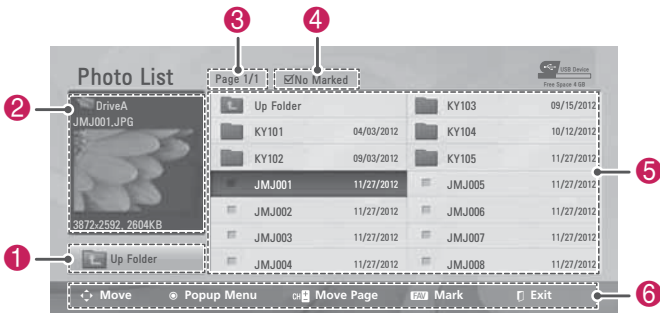 3
4
Photo List
Page 1/1
No Marked
USB Device
Free Space 4 GB
2
DriveA
JMJ001.JPG
3872x2592, 2604KB
1
Up Folder
Up Folder
KY101 04/03/2012
KY102 09/03/2012
JMJ001 11/27/2012
JMJ002 11/27/2012
JMJ003 11/27/2012
JMJ004 11/27/2012
KY103 09/15/2012
KY104 10/12/2012
KY105 11/27/2012
JMJ005 11/27/2012
JMJ006 11/27/2012
JMJ007 11/27/2012
JMJ008 11/27/2012
5
Move Popup Menu CH Move Page FAV Mark Exit
6